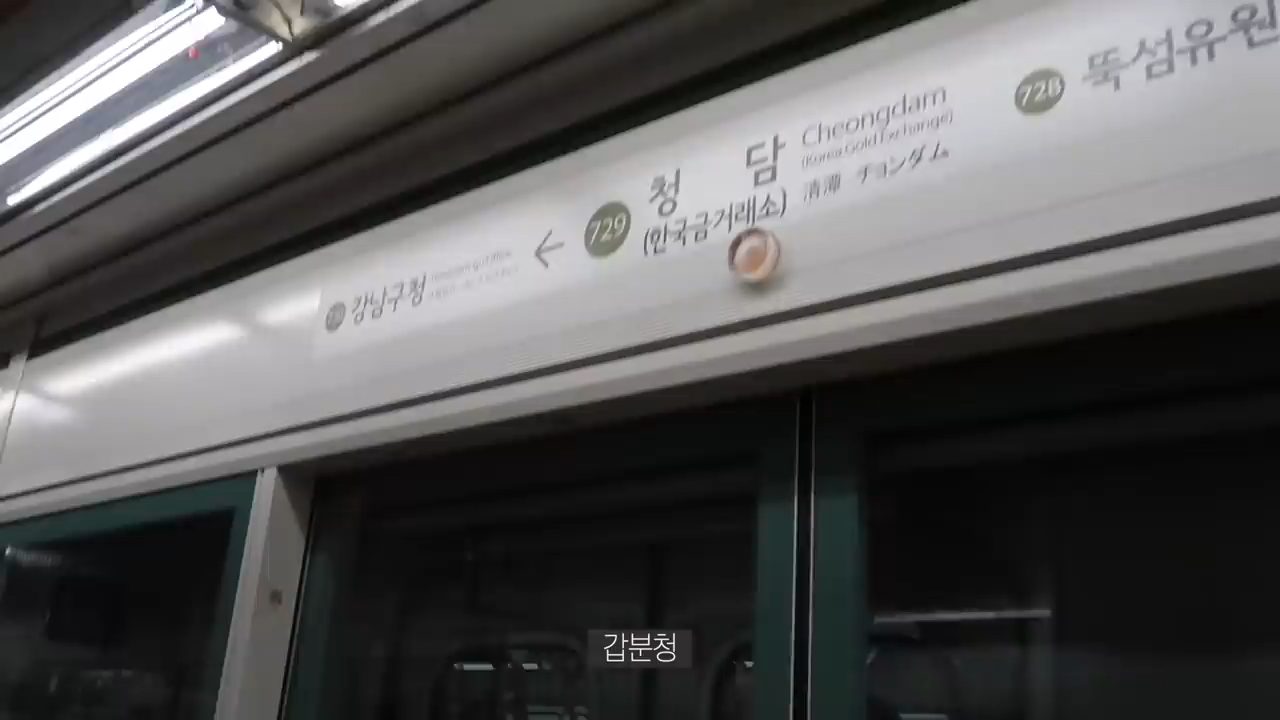 강남구청
←
729
청 담
(한국금거래소)
Cheongdam
(Korea Gold Exchange)
清潭 チョンダム
728
뚝섬유원
갑분청